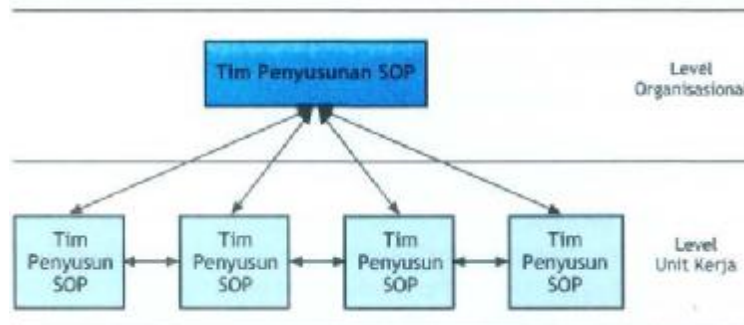 Tim Penyusunan SOP
Level
Organisasional
Tim
Penyusun
SOP
Tim
Penyusun
SOP
Tim
Penyusun
SOP
Tim
Penyusun
SOP
Level
Unit Kerja